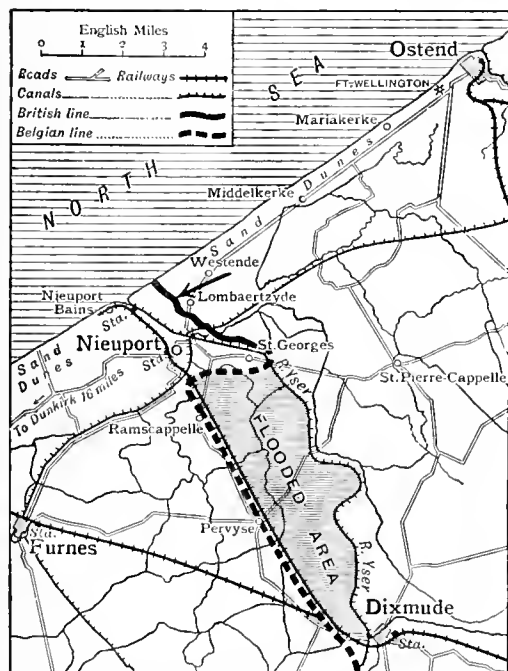 English Miles
0 1 2 3 4
Roads Railways
Canals
British line
Belgian line
NORTH SEA
Ostend
FT. WELLINGTON
Mariakerke
Middelkerke
Sand Dunes
Westende
Lombaertzyde
Nieuport
Bains
Sta.
Nieuport
Sta.
St. Georges
R. Yser
St. Pierre-Cappelle
SAND
DUNES
To Dunkirk 16 miles
Ramscappelle
FLOODED
AREA
Pervyse
R. Yser
Sta.
Furnes
Dixmude
Sta.